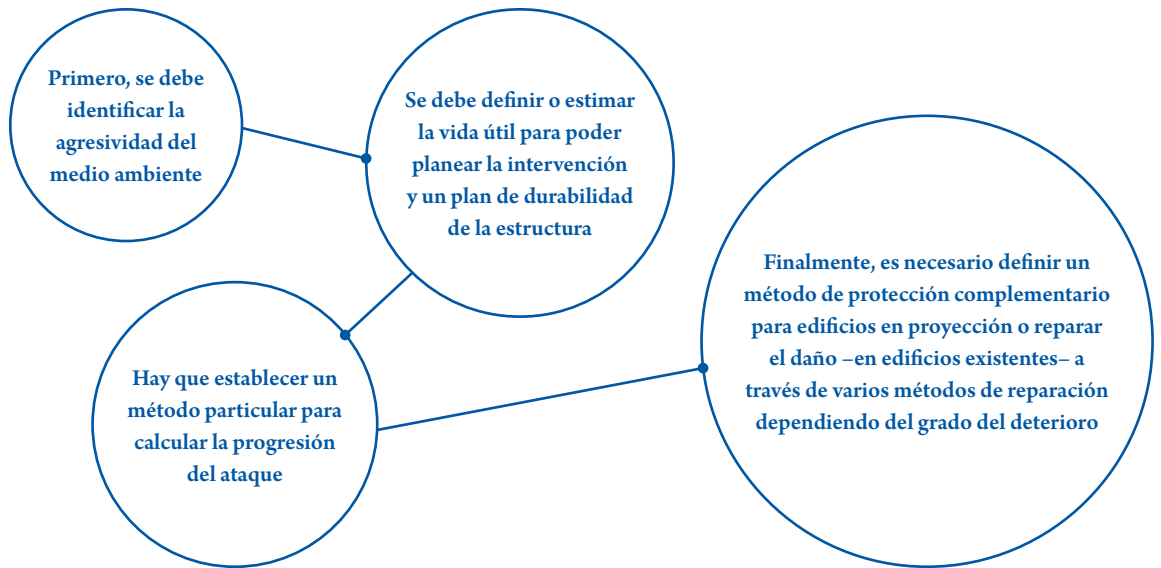 Primero, se debe
identificar la
agresividad del
medio ambiente
Se debe definir o estimar
la vida útil para poder
planear la intervención
y un plan de durabilidad
de la estructura
Hay que establecer un
método particular para
calcular la progresión
del ataque
Finalmente, es necesario definir un
método de protección complementario
para edificios en proyección o reparar
el daño –en edificios existentes– a
través de varios métodos de reparación
dependiendo del grado del deterioro